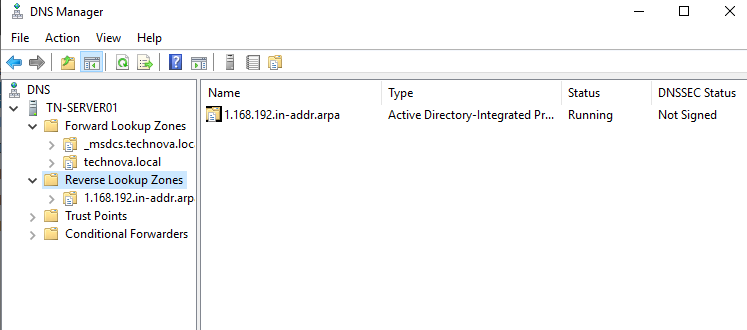 DNS Manager
File Action View Help
DNS
TN-SERVER01
Forward Lookup Zones
_msdcs.technova.loc
technova.local
Reverse Lookup Zones
1.168.192.in-addr.arp
Trust Points
Conditional Forwarders
Name Type Status DNSSEC Status
1.168.192.in-addr.arpa Active Directory-Integrated Pr... Running Not Signed